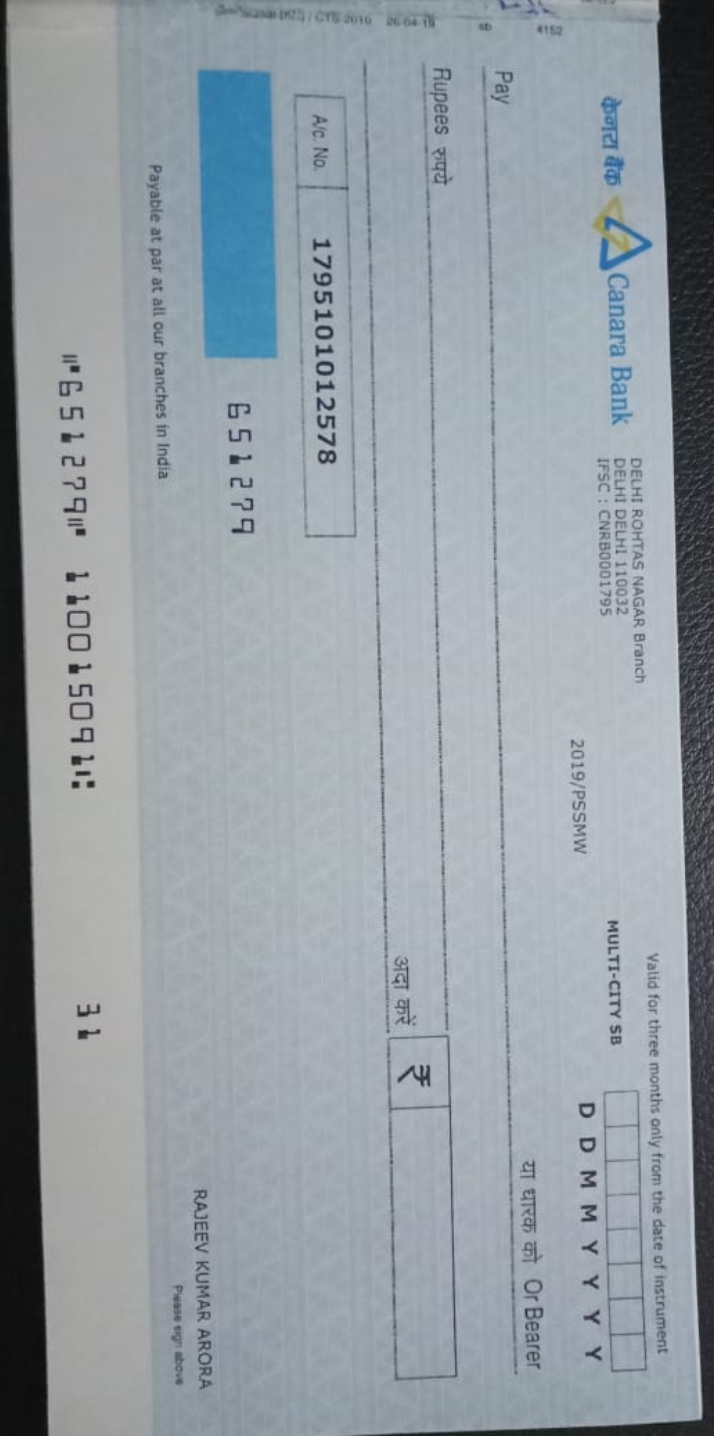 CTS-2010 26-04-19 sb 4152
Valid for three months only from the date of instrument
केनरा बैंक Canara Bank
DELHI ROHTAS NAGAR Branch
DELHI DELHI 110032
IFSC : CNRB0001795
MULTI-CITY SB
2019/PSSMW
D D M M Y Y Y Y
Pay
या धारक को Or Bearer
Rupees रुपये
अदा करें ₹
A/c. No. 179510101012578
651279
RAJEEV KUMAR ARORA
Please sign above
Payable at par at all our branches in India
⑈651279⑈ 110015091⑆ 31